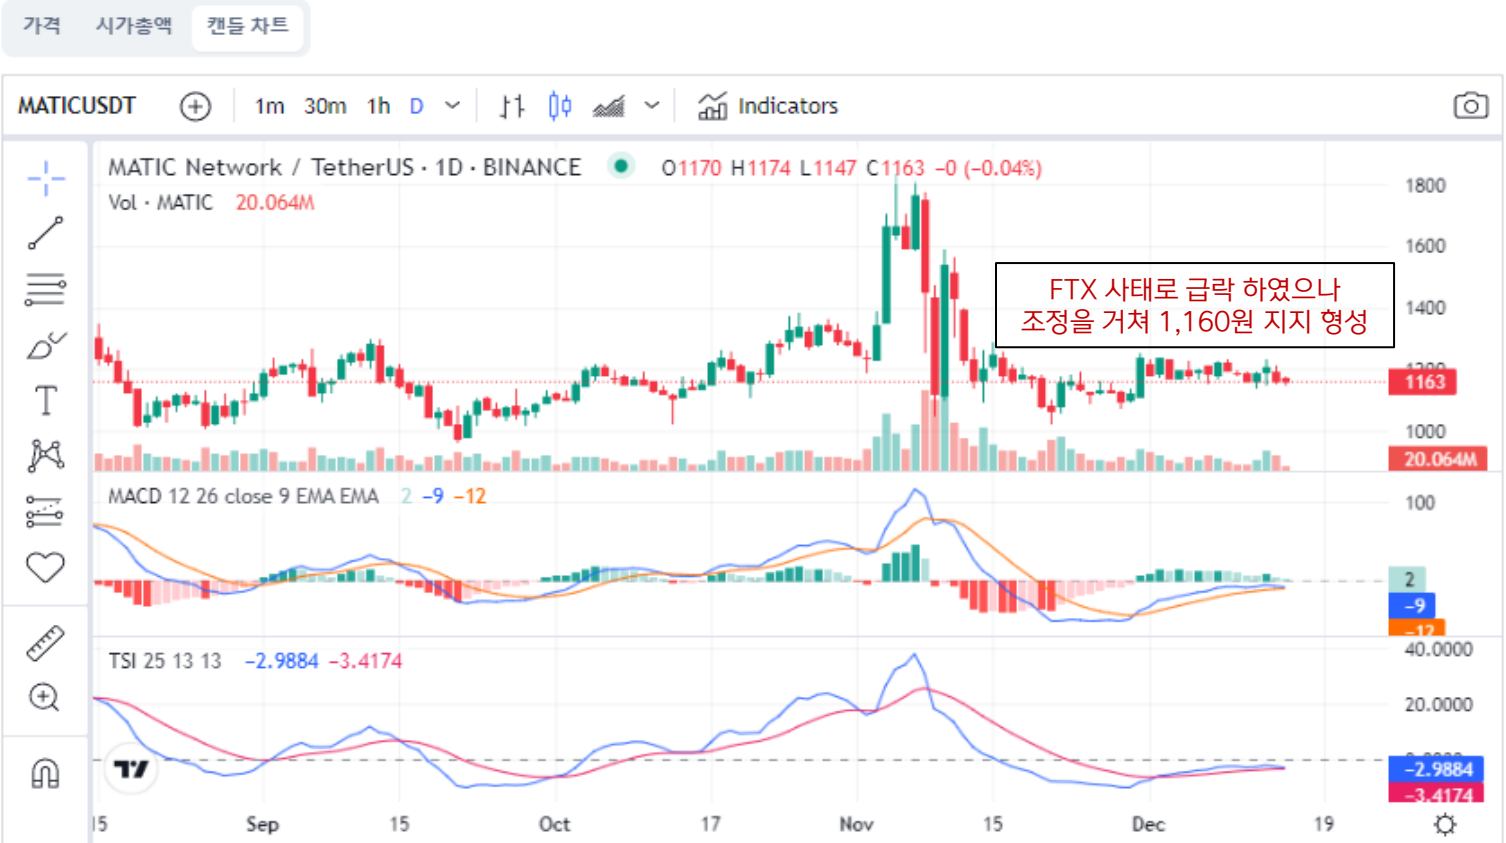 가격 시가총액 캔들 차트
MATICUSDT 1m 30m 1h D Indicators
MATIC Network / TetherUS · 1D · BINANCE O1170 H1174 L1147 C1163 −0 (−0.04%)
Vol · MATIC 20.064M
1800
1600
FTX 사태로 급락 하였으나
조정을 거쳐 1,160원 지지 형성
1400
1200
1163
1000
20.064M
MACD 12 26 close 9 EMA EMA 2 −9 −12
100
2
−9
−12
TSI 25 13 13 −2.9884 −3.4174
40.0000
20.0000
0.0000
−2.9884
−3.4174
15 Sep 15 Oct 17 Nov 15 Dec 19